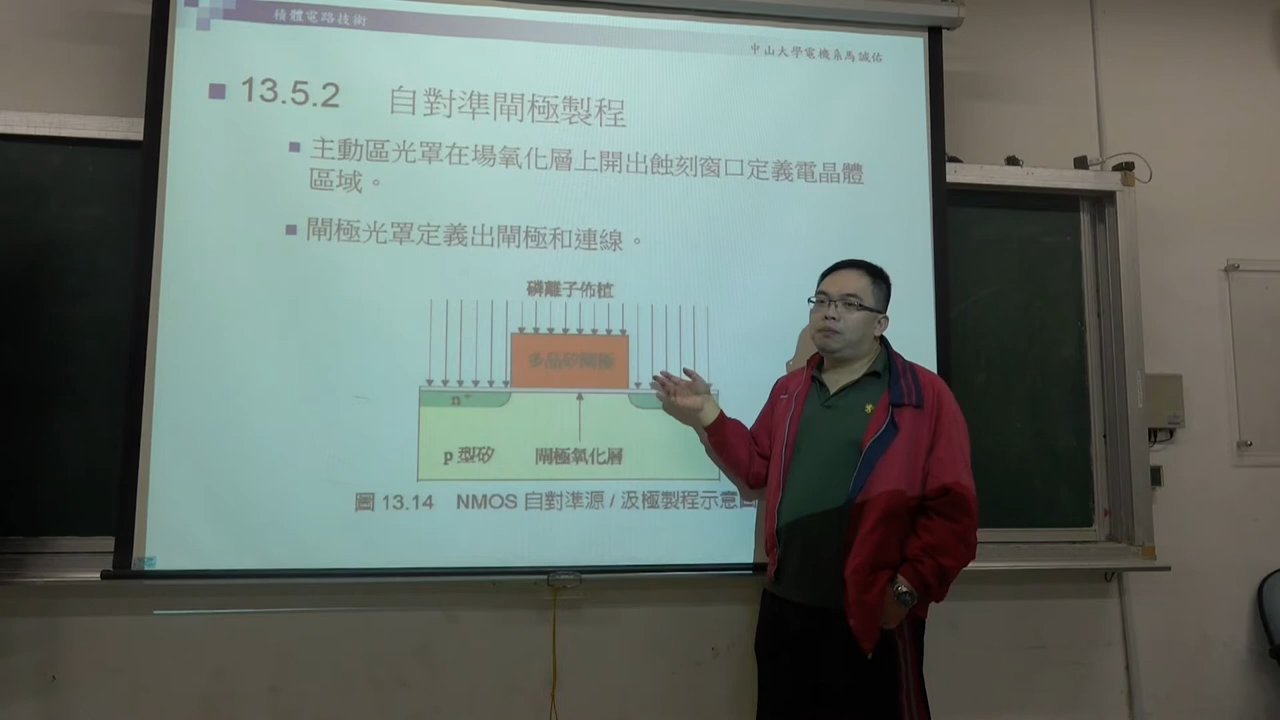 積體電路技術
中山大學電機系馬誠佑
13.5.2 自對準閘極製程
主動區光罩在場氧化層上開出蝕刻窗口定義電晶體
區域。
閘極光罩定義出閘極和連線。
磷離子佈植
多晶矽閘極
n+
p 型矽 閘極氧化層
圖 13.14 NMOS 自對準源 / 汲極製程示意圖